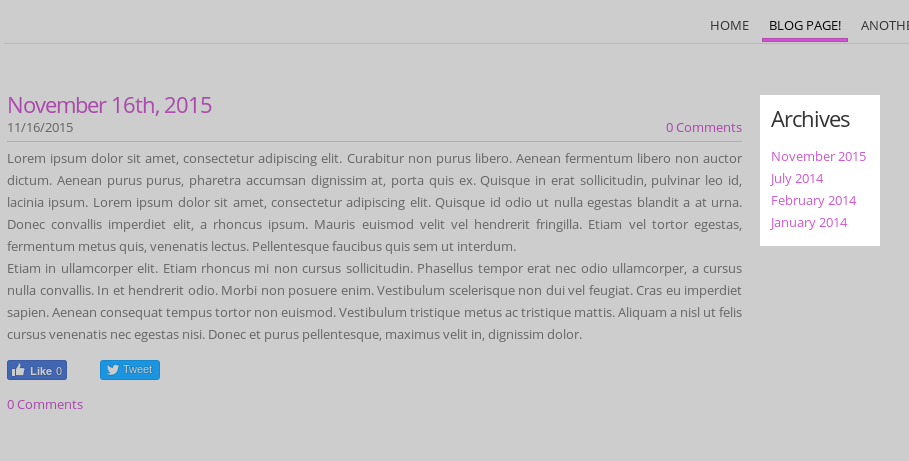 HOME BLOG PAGE! ANOTHE
November 16th, 2015
11/16/2015 0 Comments
Lorem ipsum dolor sit amet, consectetur adipiscing elit. Curabitur non purus libero. Aenean fermentum libero non auctor
dictum. Aenean purus purus, pharetra accumsan dignissim at, porta quis ex. Quisque in erat sollicitudin, pulvinar leo id,
lacinia ipsum. Lorem ipsum dolor sit amet, consectetur adipiscing elit. Quisque id odio ut nulla egestas blandit a at urna.
Donec convallis imperdiet elit, a rhoncus ipsum. Mauris euismod velit vel hendrerit fringilla. Etiam vel tortor egestas,
fermentum metus quis, venenatis lectus. Pellentesque faucibus quis sem ut interdum.
Etiam in ullamcorper elit. Etiam rhoncus mi non cursus sollicitudin. Phasellus tempor erat nec odio ullamcorper, a cursus
nulla convallis. In et hendrerit odio. Morbi non posuere enim. Vestibulum scelerisque non dui vel feugiat. Cras eu imperdiet
sapien. Aenean consequat tempus tortor non euismod. Vestibulum tristique metus ac tristique mattis. Aliquam a nisl ut felis
cursus venenatis nec egestas nisi. Donec et purus pellentesque, maximus velit in, dignissim dolor.
Like 0 Tweet
0 Comments
Archives
November 2015
July 2014
February 2014
January 2014